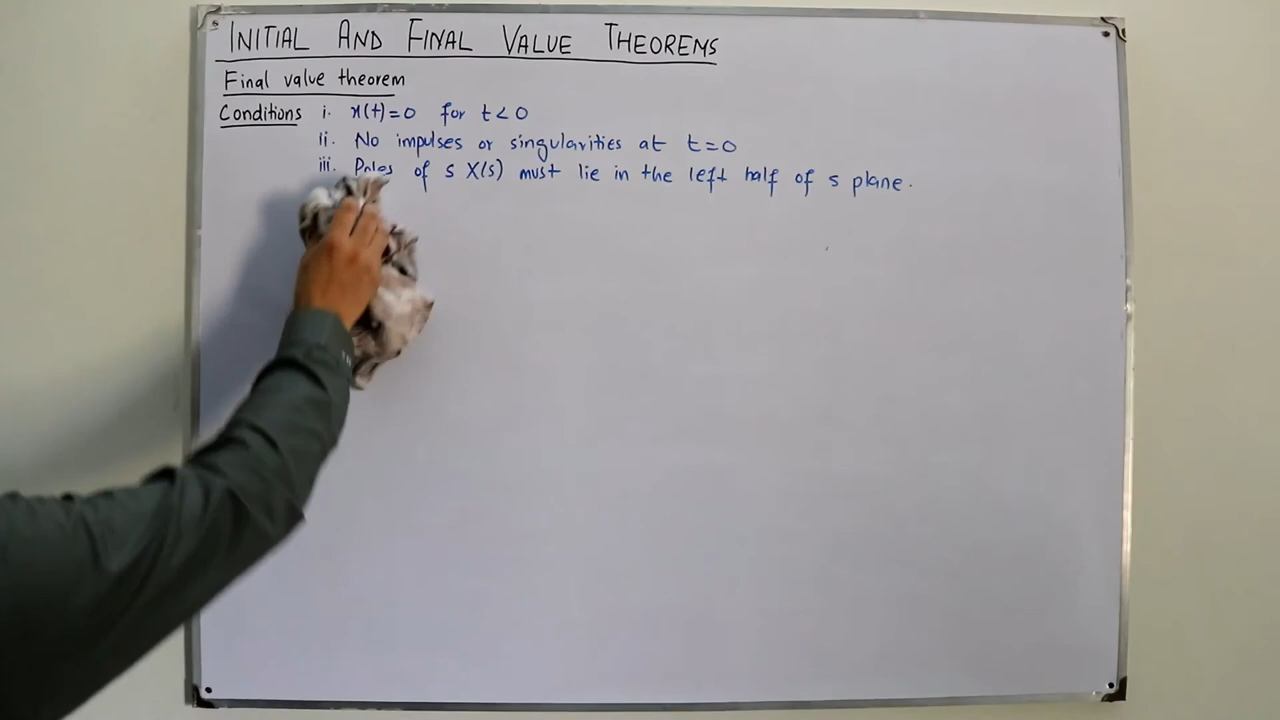 INITIAL AND FINAL VALUE THEOREMS
Final value theorem
Conditions i. x(t)=0 for t<0
ii. No impulses or singularities at t=0
iii. Poles of s X(s) must lie in the left half of s plane.